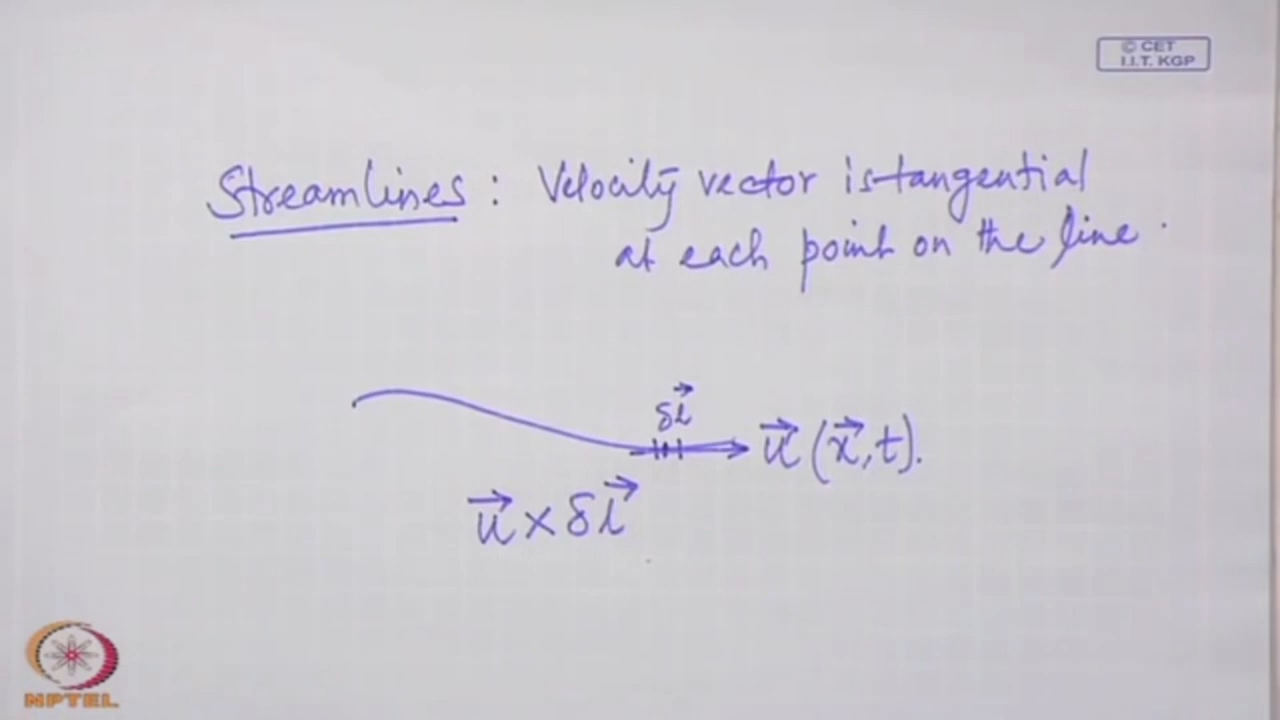 © CET
I.I.T. KGP
Streamlines : Velocity vector is tangential
at each point on the line.
δl⃗
u⃗ (x⃗, t).
u⃗ × δl⃗
NPTEL